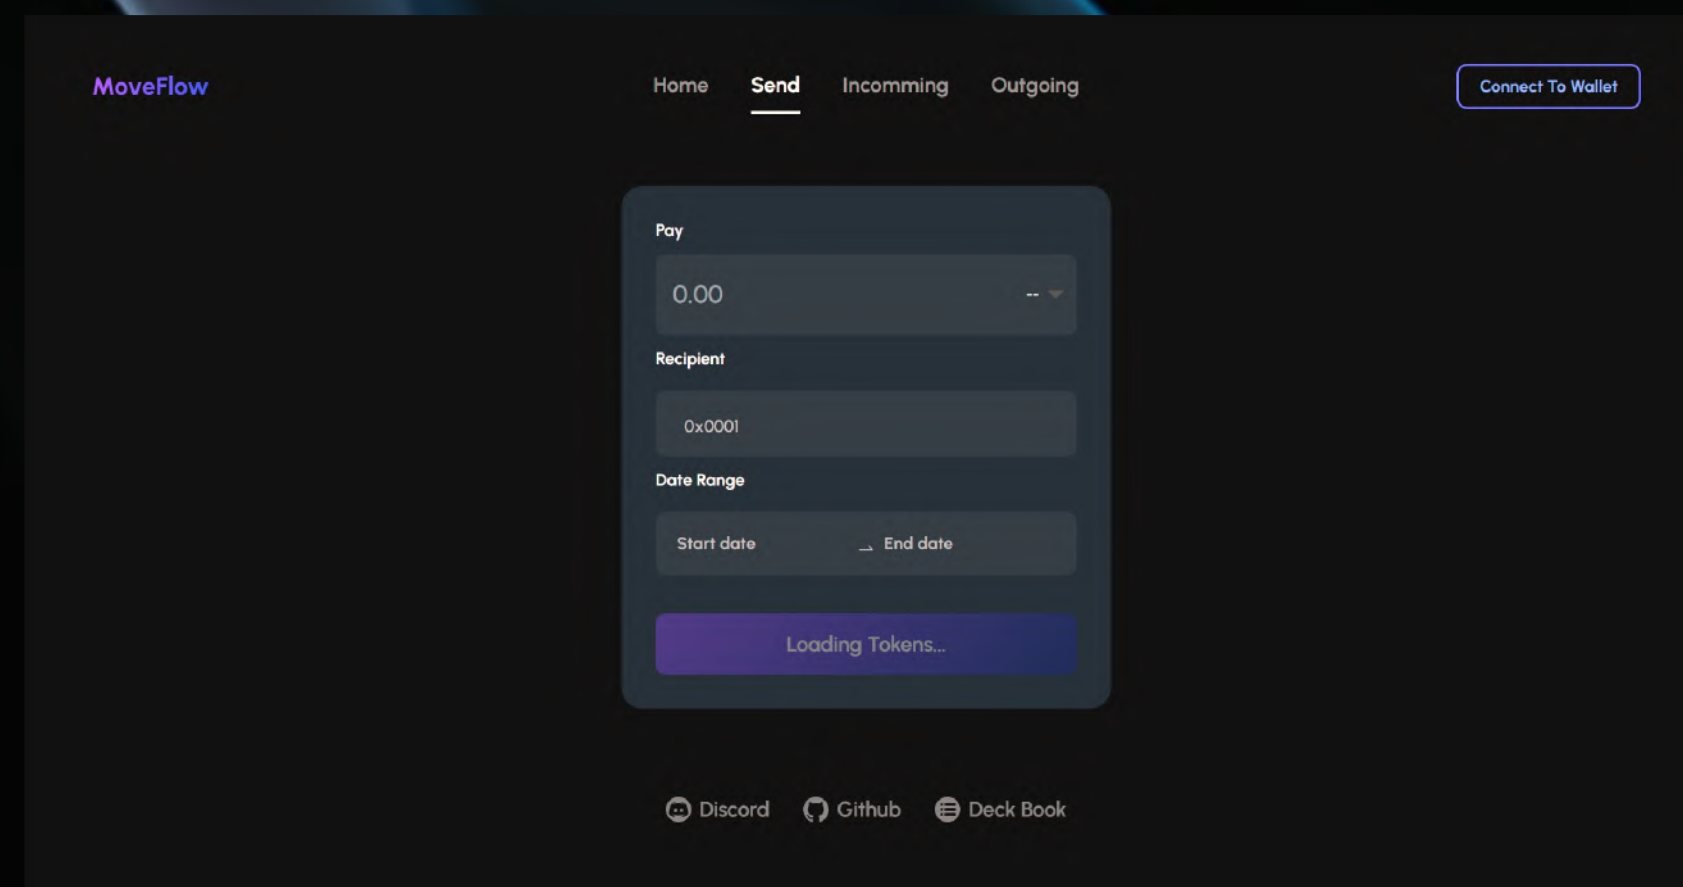 MoveFlow
Home Send Incomming Outgoing
Connect To Wallet
Pay
0.00 --
Recipient
0x0001
Date Range
Start date → End date
Loading Tokens...
Discord Github Deck Book